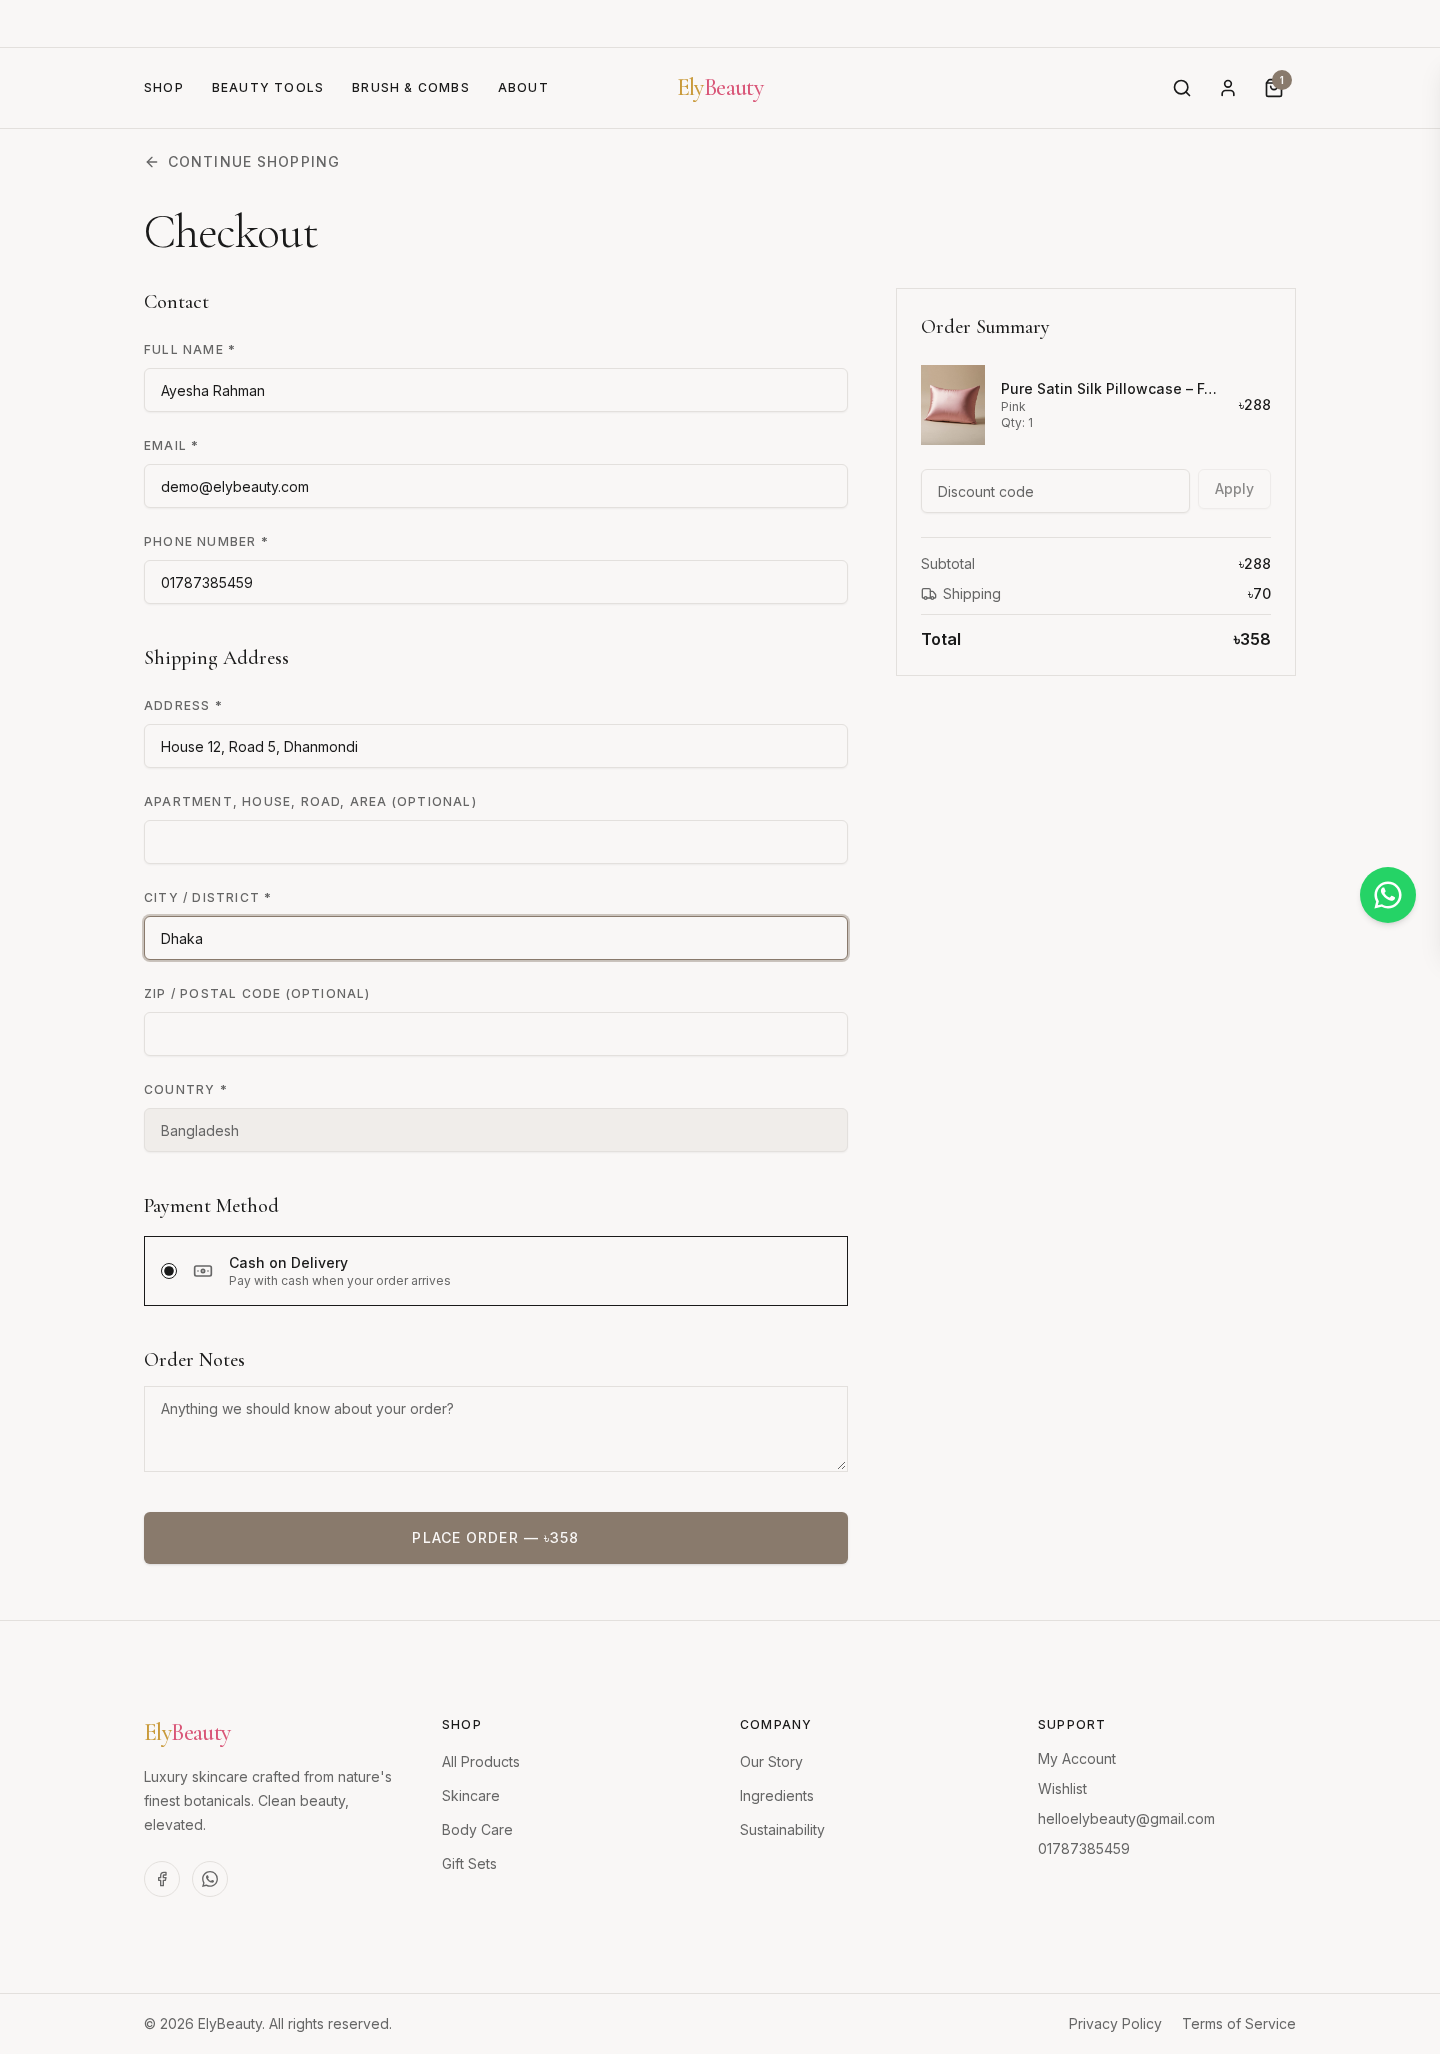 SHOP
BEAUTY TOOLS
BRUSH & COMBS
ABOUT
ElyBeauty
1
CONTINUE SHOPPING
Checkout
Contact
FULL NAME *
Ayesha Rahman
EMAIL *
demo@elybeauty.com
PHONE NUMBER *
01787385459
Shipping Address
ADDRESS *
House 12, Road 5, Dhanmondi
APARTMENT, HOUSE, ROAD, AREA (OPTIONAL)
CITY / DISTRICT *
Dhaka
ZIP / POSTAL CODE (OPTIONAL)
COUNTRY *
Bangladesh
Payment Method
Cash on Delivery
Pay with cash when your order arrives
Order Notes
Anything we should know about your order?
PLACE ORDER — ৳358
Order Summary
Pure Satin Silk Pillowcase – F...
Pink
Qty: 1
৳288
Discount code
Apply
Subtotal
৳288
Shipping
৳70
Total
৳358
ElyBeauty
Luxury skincare crafted from nature's
finest botanicals. Clean beauty,
elevated.
SHOP
All Products
Skincare
Body Care
Gift Sets
COMPANY
Our Story
Ingredients
Sustainability
SUPPORT
My Account
Wishlist
helloelybeauty@gmail.com
01787385459
© 2026 ElyBeauty. All rights reserved.
Privacy Policy
Terms of Service